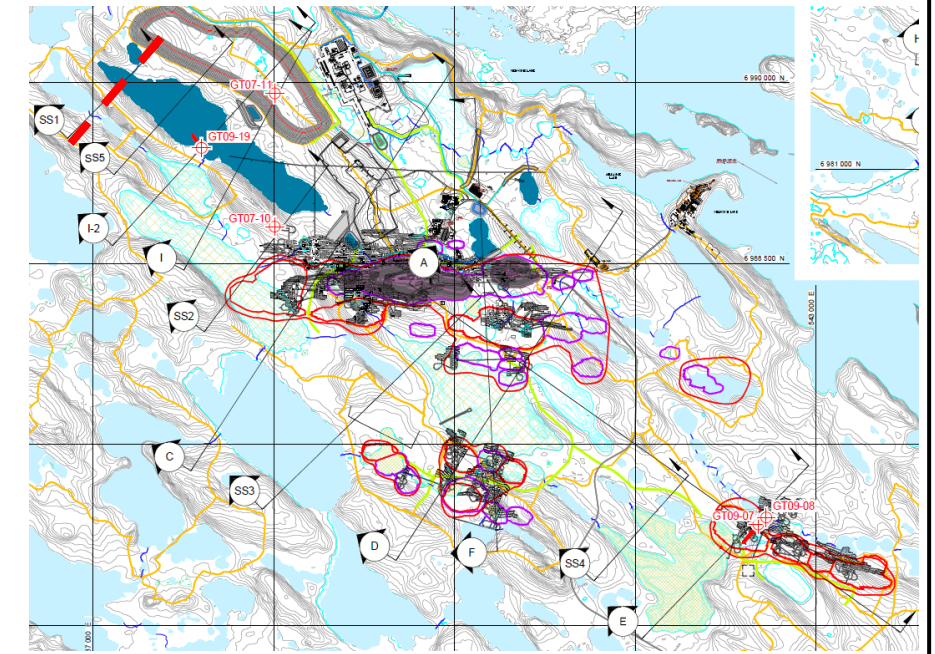 H
6 990 000 N
GT07-11
SS1
GT09-19
SS5
6 981 000 N
GT07-10
I-2
I
A
6 988 500 N
SS2
543 000 E
C
SS3
GT09-08
GT09-07
D
F
SS4
E